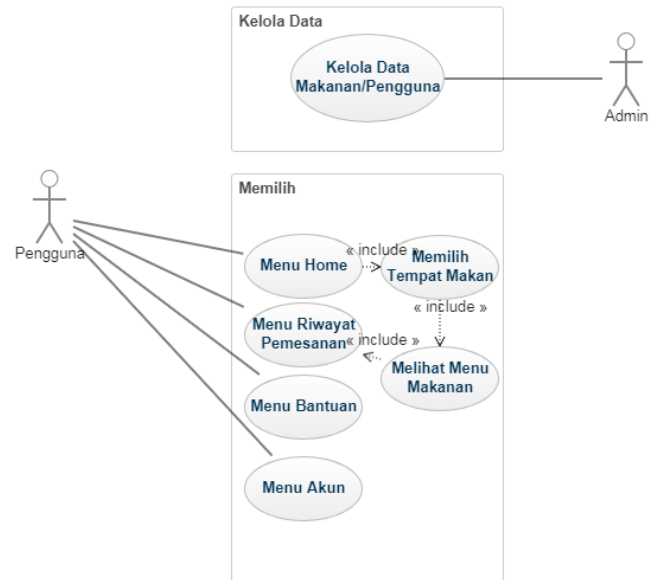 Kelola Data
Kelola Data
Makanan/Pengguna
Admin
Memilih
Pengguna
Menu Home
« include »
Memilih
Tempat Makan
« include »
Menu Riwayat
Pemesanan
« include »
Melihat Menu
Makanan
Menu Bantuan
Menu Akun